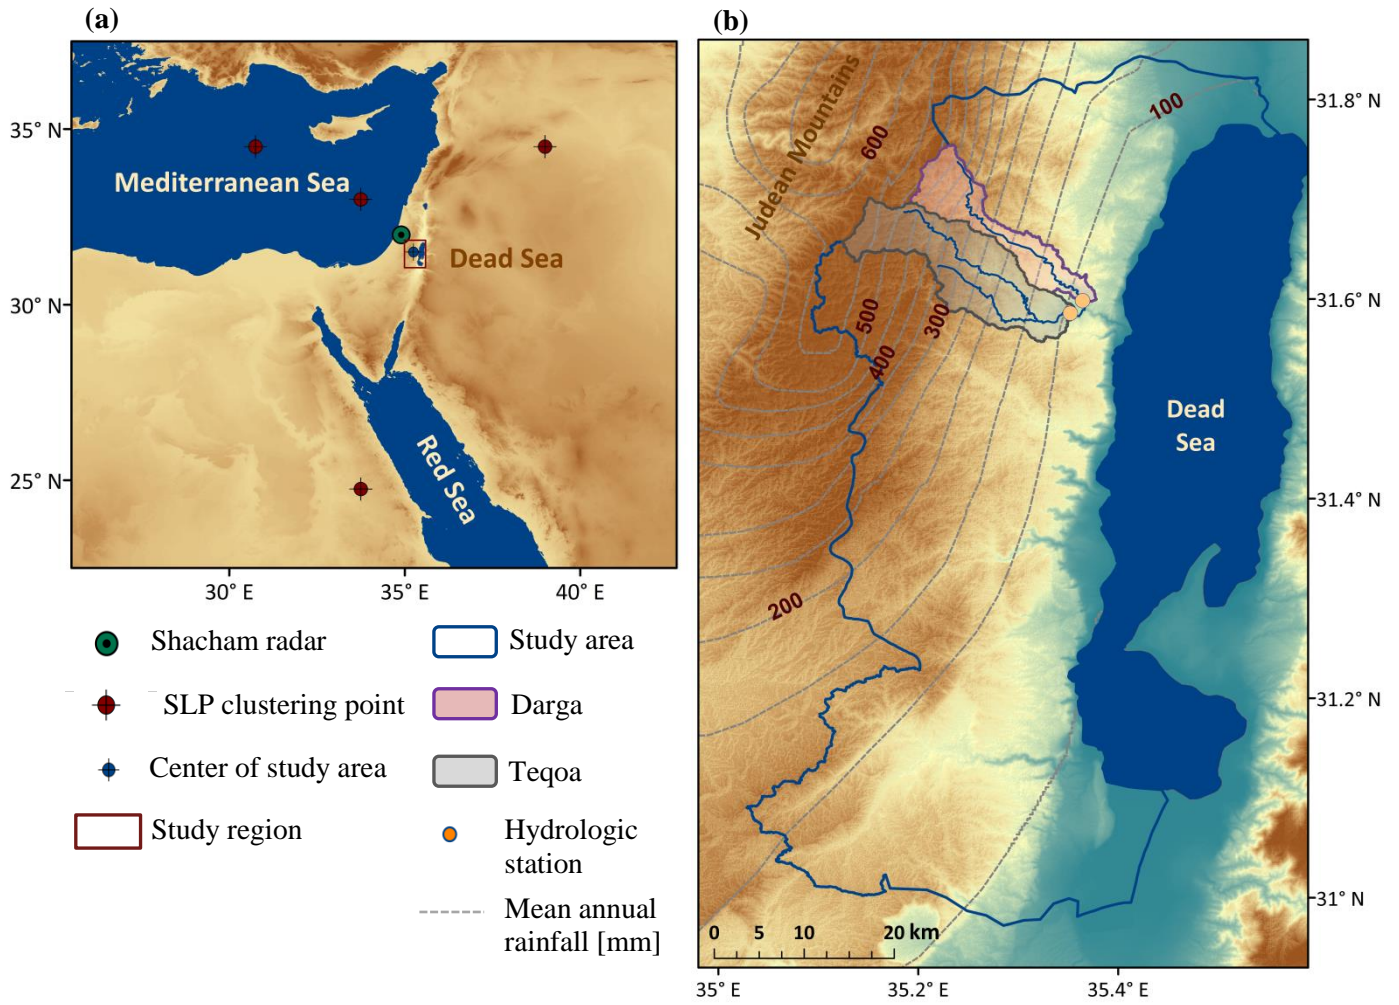 (a)
(b)
35° N
30° N
25° N
30° E
35° E
40° E
Mediterranean Sea
Dead Sea
Red Sea
Judean Mountains
600
500
400
300
200
100
Dead
Sea
31.8° N
31.6° N
31.4° N
31.2° N
31° N
35° E
35.2° E
35.4° E
0 5 10 20 km
Shacham radar
SLP clustering point
Center of study area
Study region
Study area
Darga
Teqoa
Hydrologic
station
Mean annual
rainfall [mm]